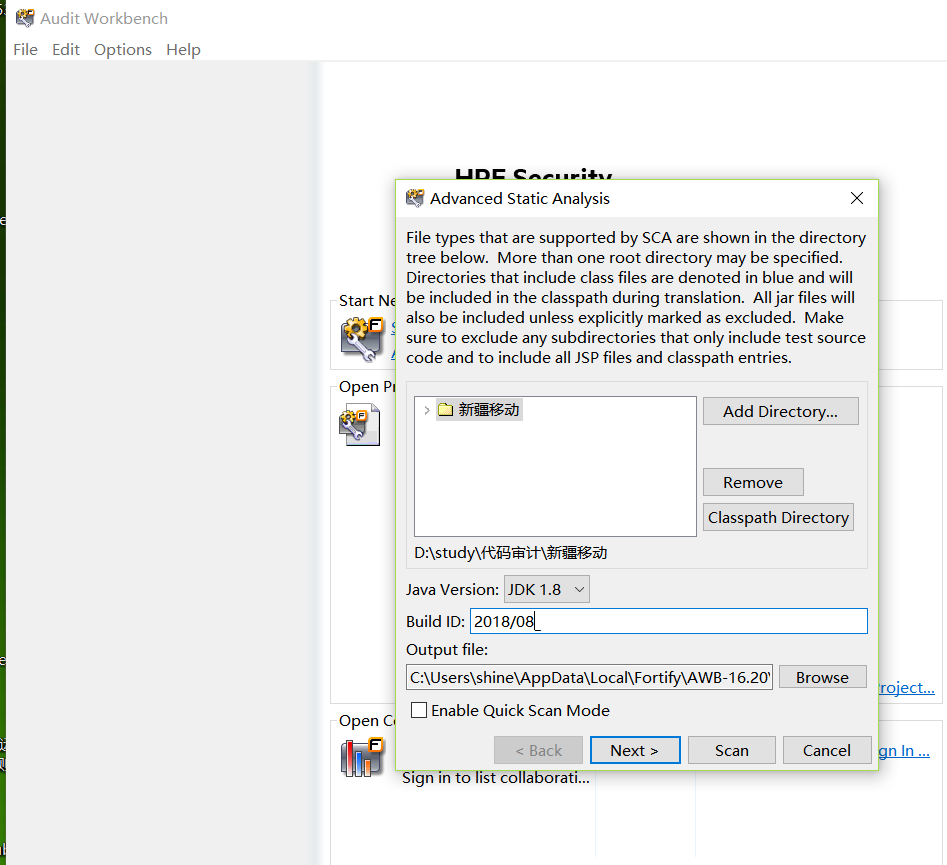 Audit Workbench
File Edit Options Help
HPE Security
Advanced Static Analysis
File types that are supported by SCA are shown in the directory
tree below. More than one root directory may be specified.
Directories that include class files are denoted in blue and will
be included in the classpath during translation. All jar files will
also be included unless explicitly marked as excluded. Make
sure to exclude any subdirectories that only include test source
code and to include all JSP files and classpath entries.
Start Ne
Open Pr
新疆移动
Add Directory...
Remove
Classpath Directory
D:\study\代码审计\新疆移动
Java Version: JDK 1.8
Build ID: 2018/08_
Output file:
C:\Users\shine\AppData\Local\Fortify\AWB-16.20\
Browse
roject...
Enable Quick Scan Mode
Open Co
< Back Next > Scan Cancel
gn In ...
Sign in to list collaborati...